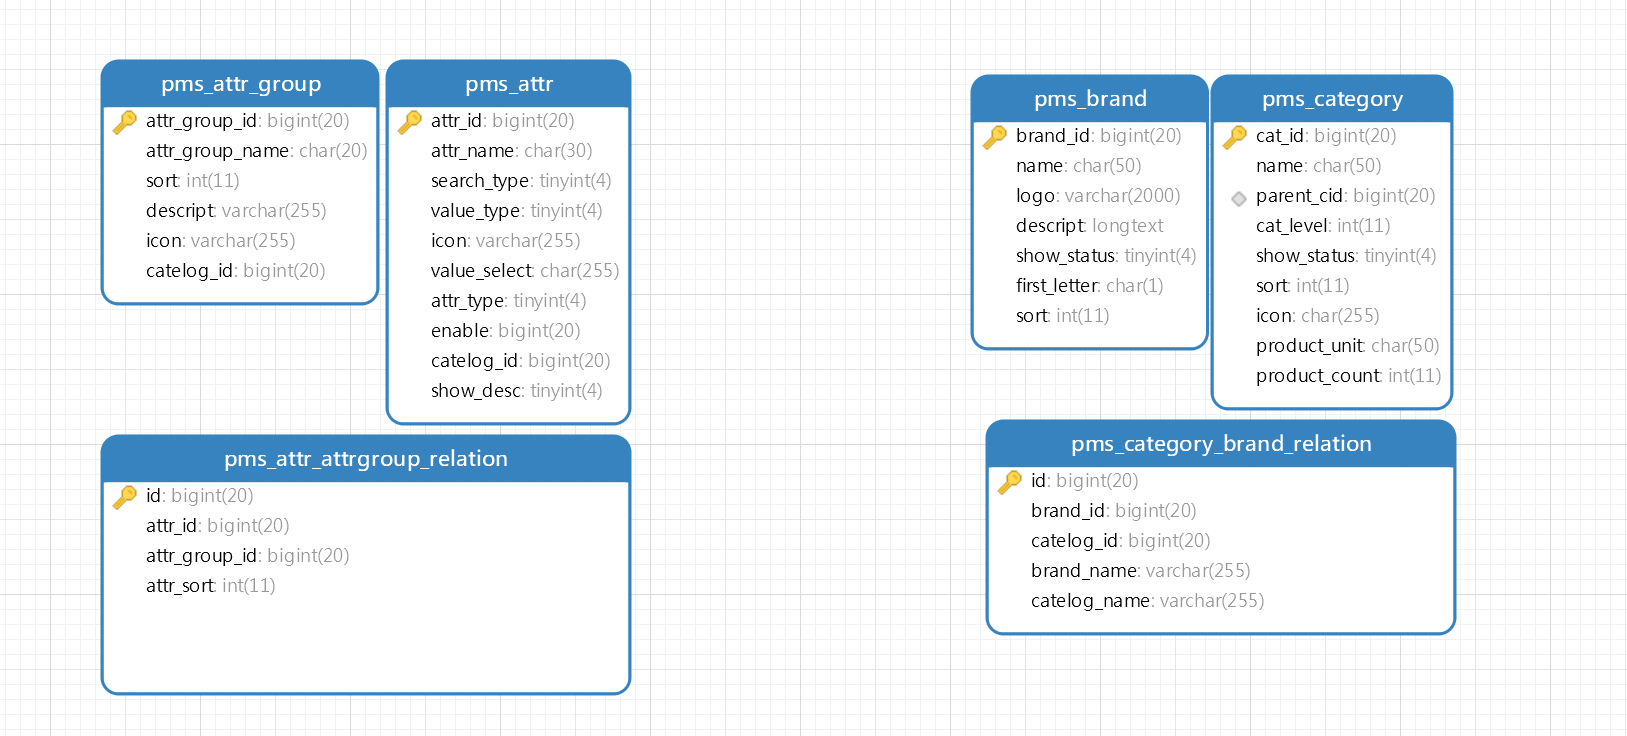 pms_attr_group
attr_group_id: bigint(20)
attr_group_name: char(20)
sort: int(11)
descript: varchar(255)
icon: varchar(255)
catelog_id: bigint(20)
pms_attr
attr_id: bigint(20)
attr_name: char(30)
search_type: tinyint(4)
value_type: tinyint(4)
icon: varchar(255)
value_select: char(255)
attr_type: tinyint(4)
enable: bigint(20)
catelog_id: bigint(20)
show_desc: tinyint(4)
pms_attr_attrgroup_relation
id: bigint(20)
attr_id: bigint(20)
attr_group_id: bigint(20)
attr_sort: int(11)
pms_brand
brand_id: bigint(20)
name: char(50)
logo: varchar(2000)
descript: longtext
show_status: tinyint(4)
first_letter: char(1)
sort: int(11)
pms_category
cat_id: bigint(20)
name: char(50)
parent_cid: bigint(20)
cat_level: int(11)
show_status: tinyint(4)
sort: int(11)
icon: char(255)
product_unit: char(50)
product_count: int(11)
pms_category_brand_relation
id: bigint(20)
brand_id: bigint(20)
catelog_id: bigint(20)
brand_name: varchar(255)
catelog_name: varchar(255)